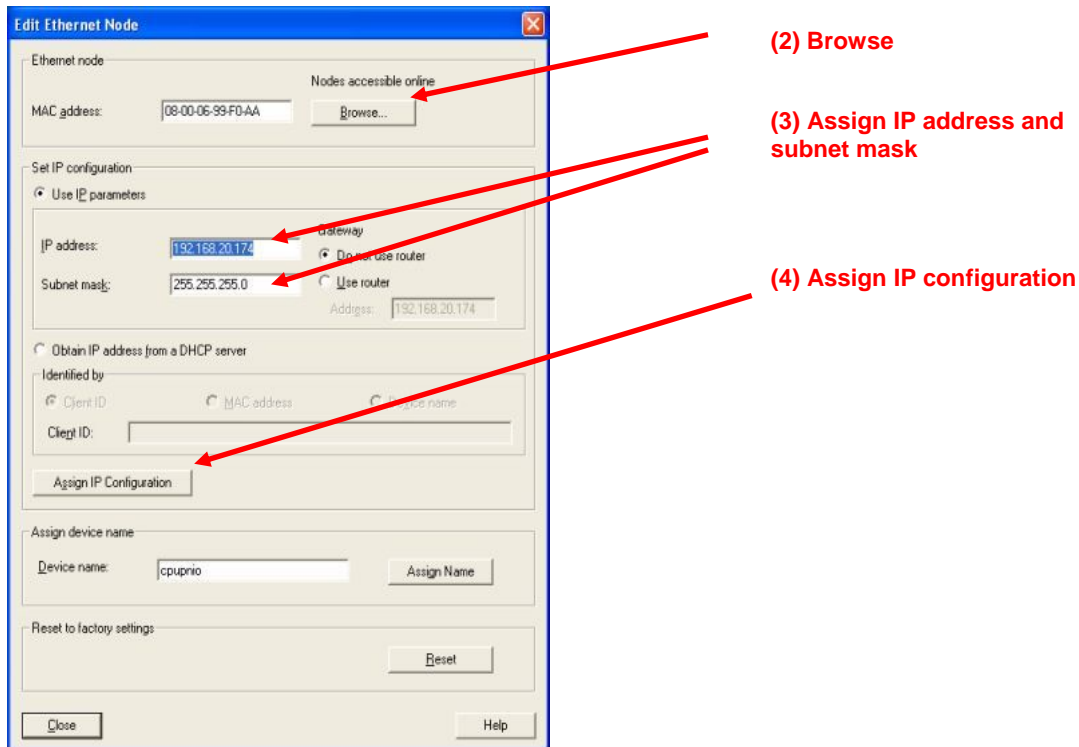 Edit Ethernet Node
(2) Browse
Ethernet node
Nodes accessible online
MAC address:
08-00-06-99-F0-AA
Browse...
(3) Assign IP address and
subnet mask
Set IP configuration
Use IP parameters
Gateway
IP address:
192.168.20.174
Do not use router
Subnet mask:
255.255.255.0
Use router
Address:
192.168.20.174
(4) Assign IP configuration
Obtain IP address from a DHCP server
Identified by
Client ID
MAC address
Device name
Client ID:
Assign IP Configuration
Assign device name
Device name:
cpupnio
Assign Name
Reset to factory settings
Reset
Close
Help